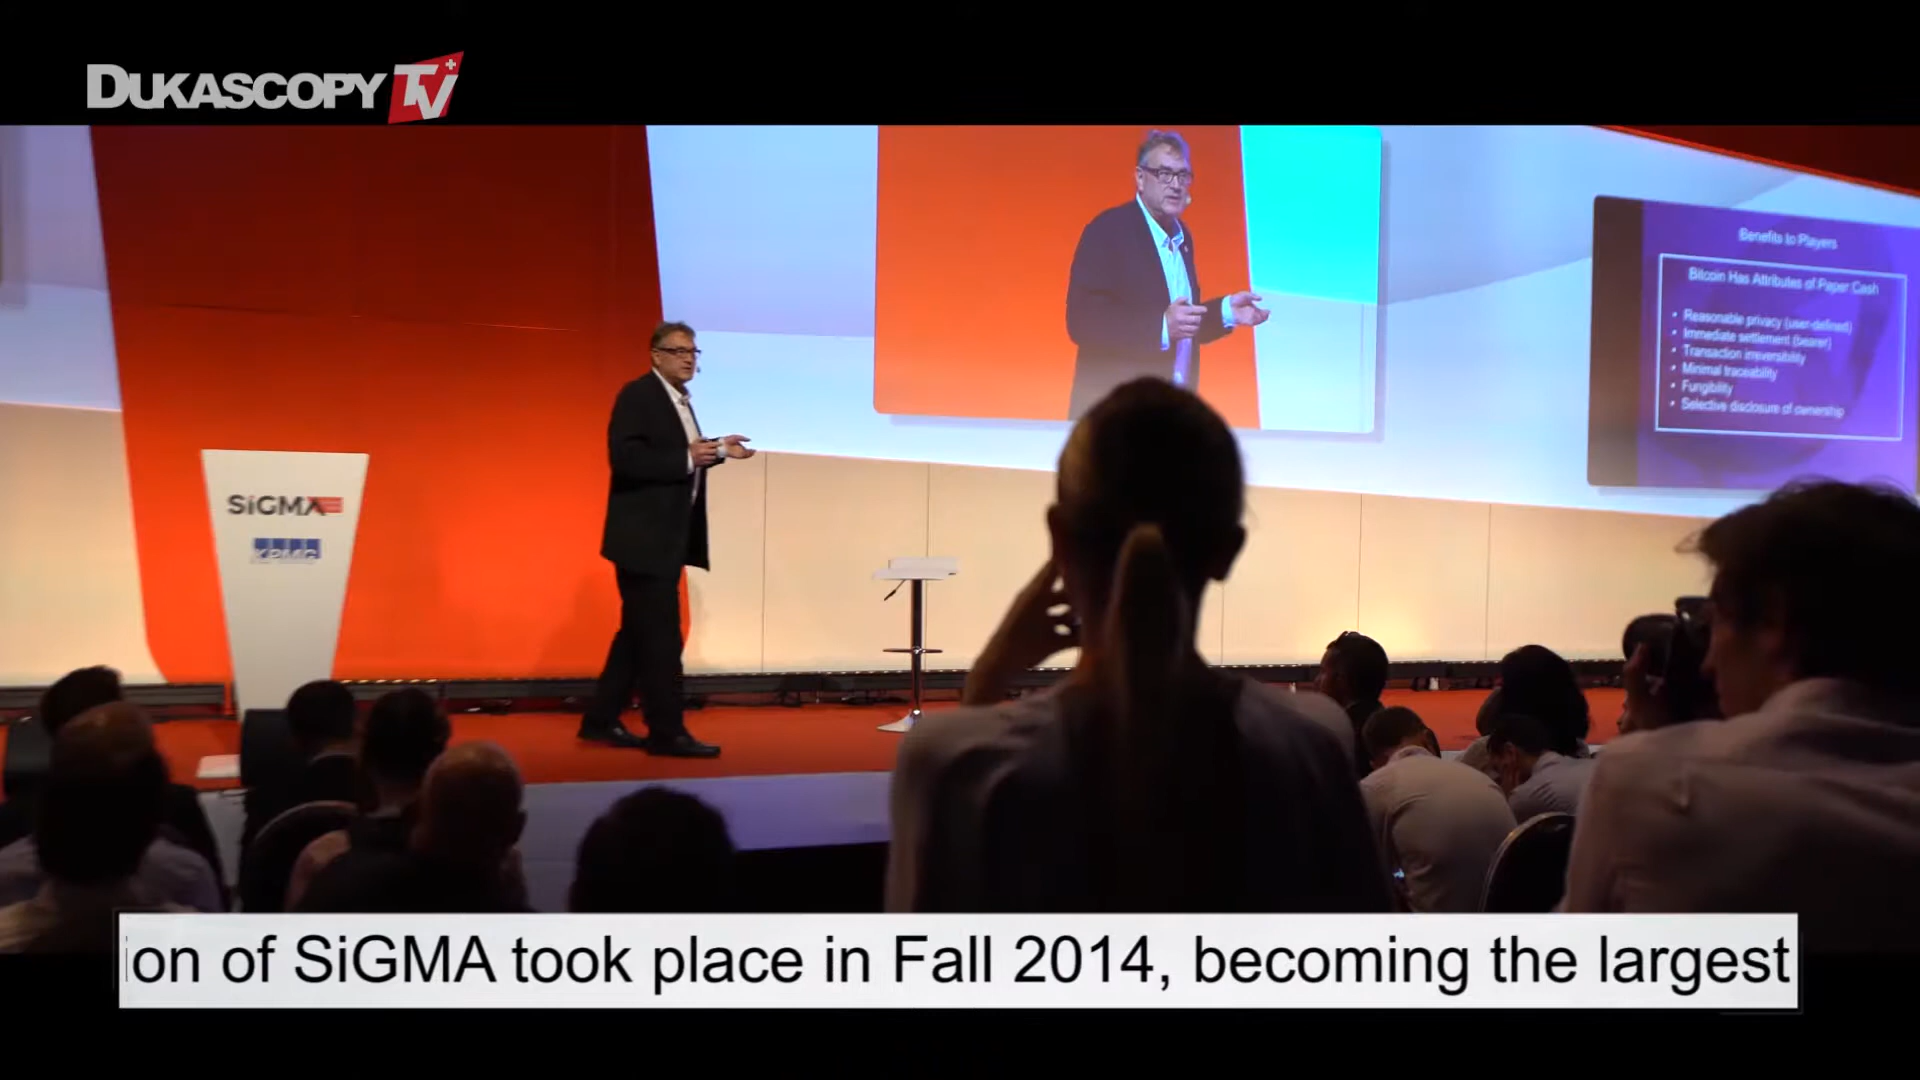 DUKASCOPY TV
Benefits to Players
Bitcoin Has Attributes of Paper Cash
• Reasonable privacy (user-defined)
• Immediate settlement (bearer)
• Transaction irreversibility
• Minimal traceability
• Fungibility
• Selective disclosure of ownership
SiGMA
KPMG
ion of SiGMA took place in Fall 2014, becoming the largest